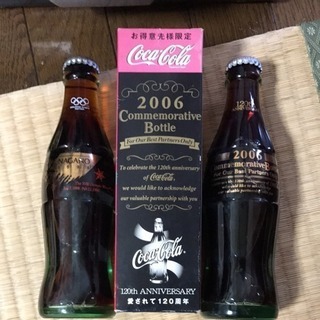 NAGANO
お得意先様限定
Coca-Cola
2006
Commemorative
Bottle
For Our Best Partners Only
To celebrate the 120th anniversary
of Coca-Cola,
we would like to acknowledge
our valuable partnership with you
Coca-Cola
120th ANNIVERSARY
愛されて120周年
2006
Commemorative Bottle
For Our Best Partners